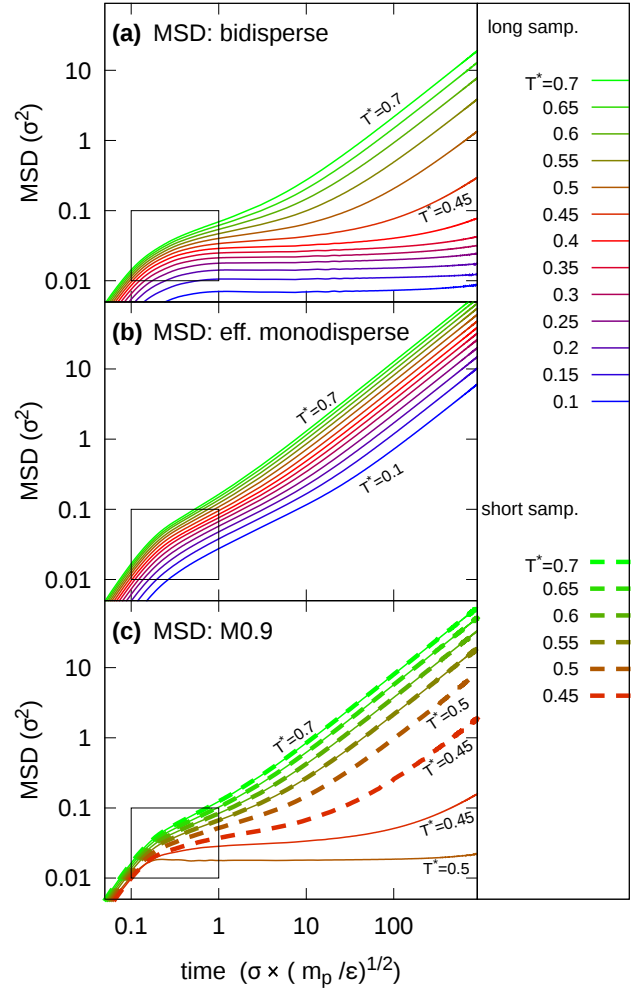 (a) MSD: bidisperse
MSD (σ²)
10
1
0.1
0.01
T*=0.7
T*=0.45
(b) MSD: eff. monodisperse
MSD (σ²)
10
1
0.1
0.01
T*=0.7
T*=0.1
(c) MSD: M0.9
MSD (σ²)
10
1
0.1
0.01
T*=0.7
T*=0.5
T*=0.45
T*=0.45
T*=0.5
0.1
1
10
100
time (σ × ( m_p /ε)^1/2)
long samp.
T*=0.7
0.65
0.6
0.55
0.5
0.45
0.4
0.35
0.3
0.25
0.2
0.15
0.1
short samp.
T*=0.7
0.65
0.6
0.55
0.5
0.45